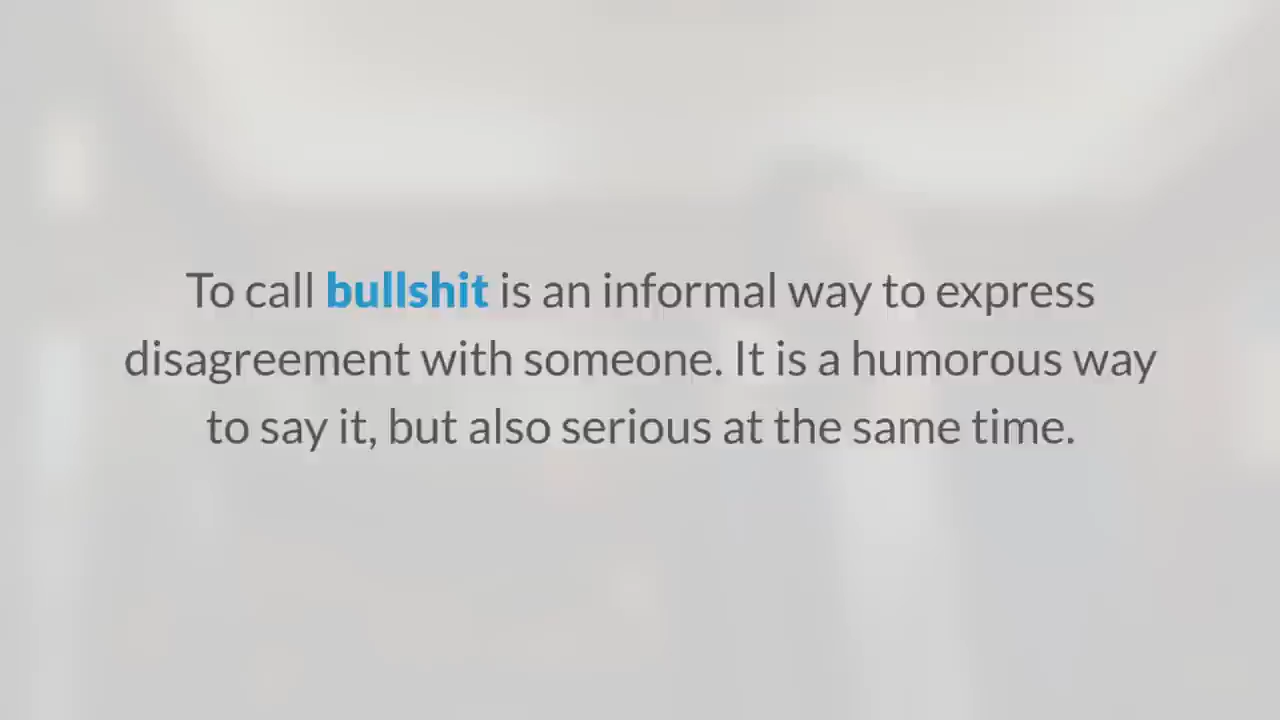 To call bullshit is an informal way to express
disagreement with someone. It is a humorous way
to say it, but also serious at the same time.